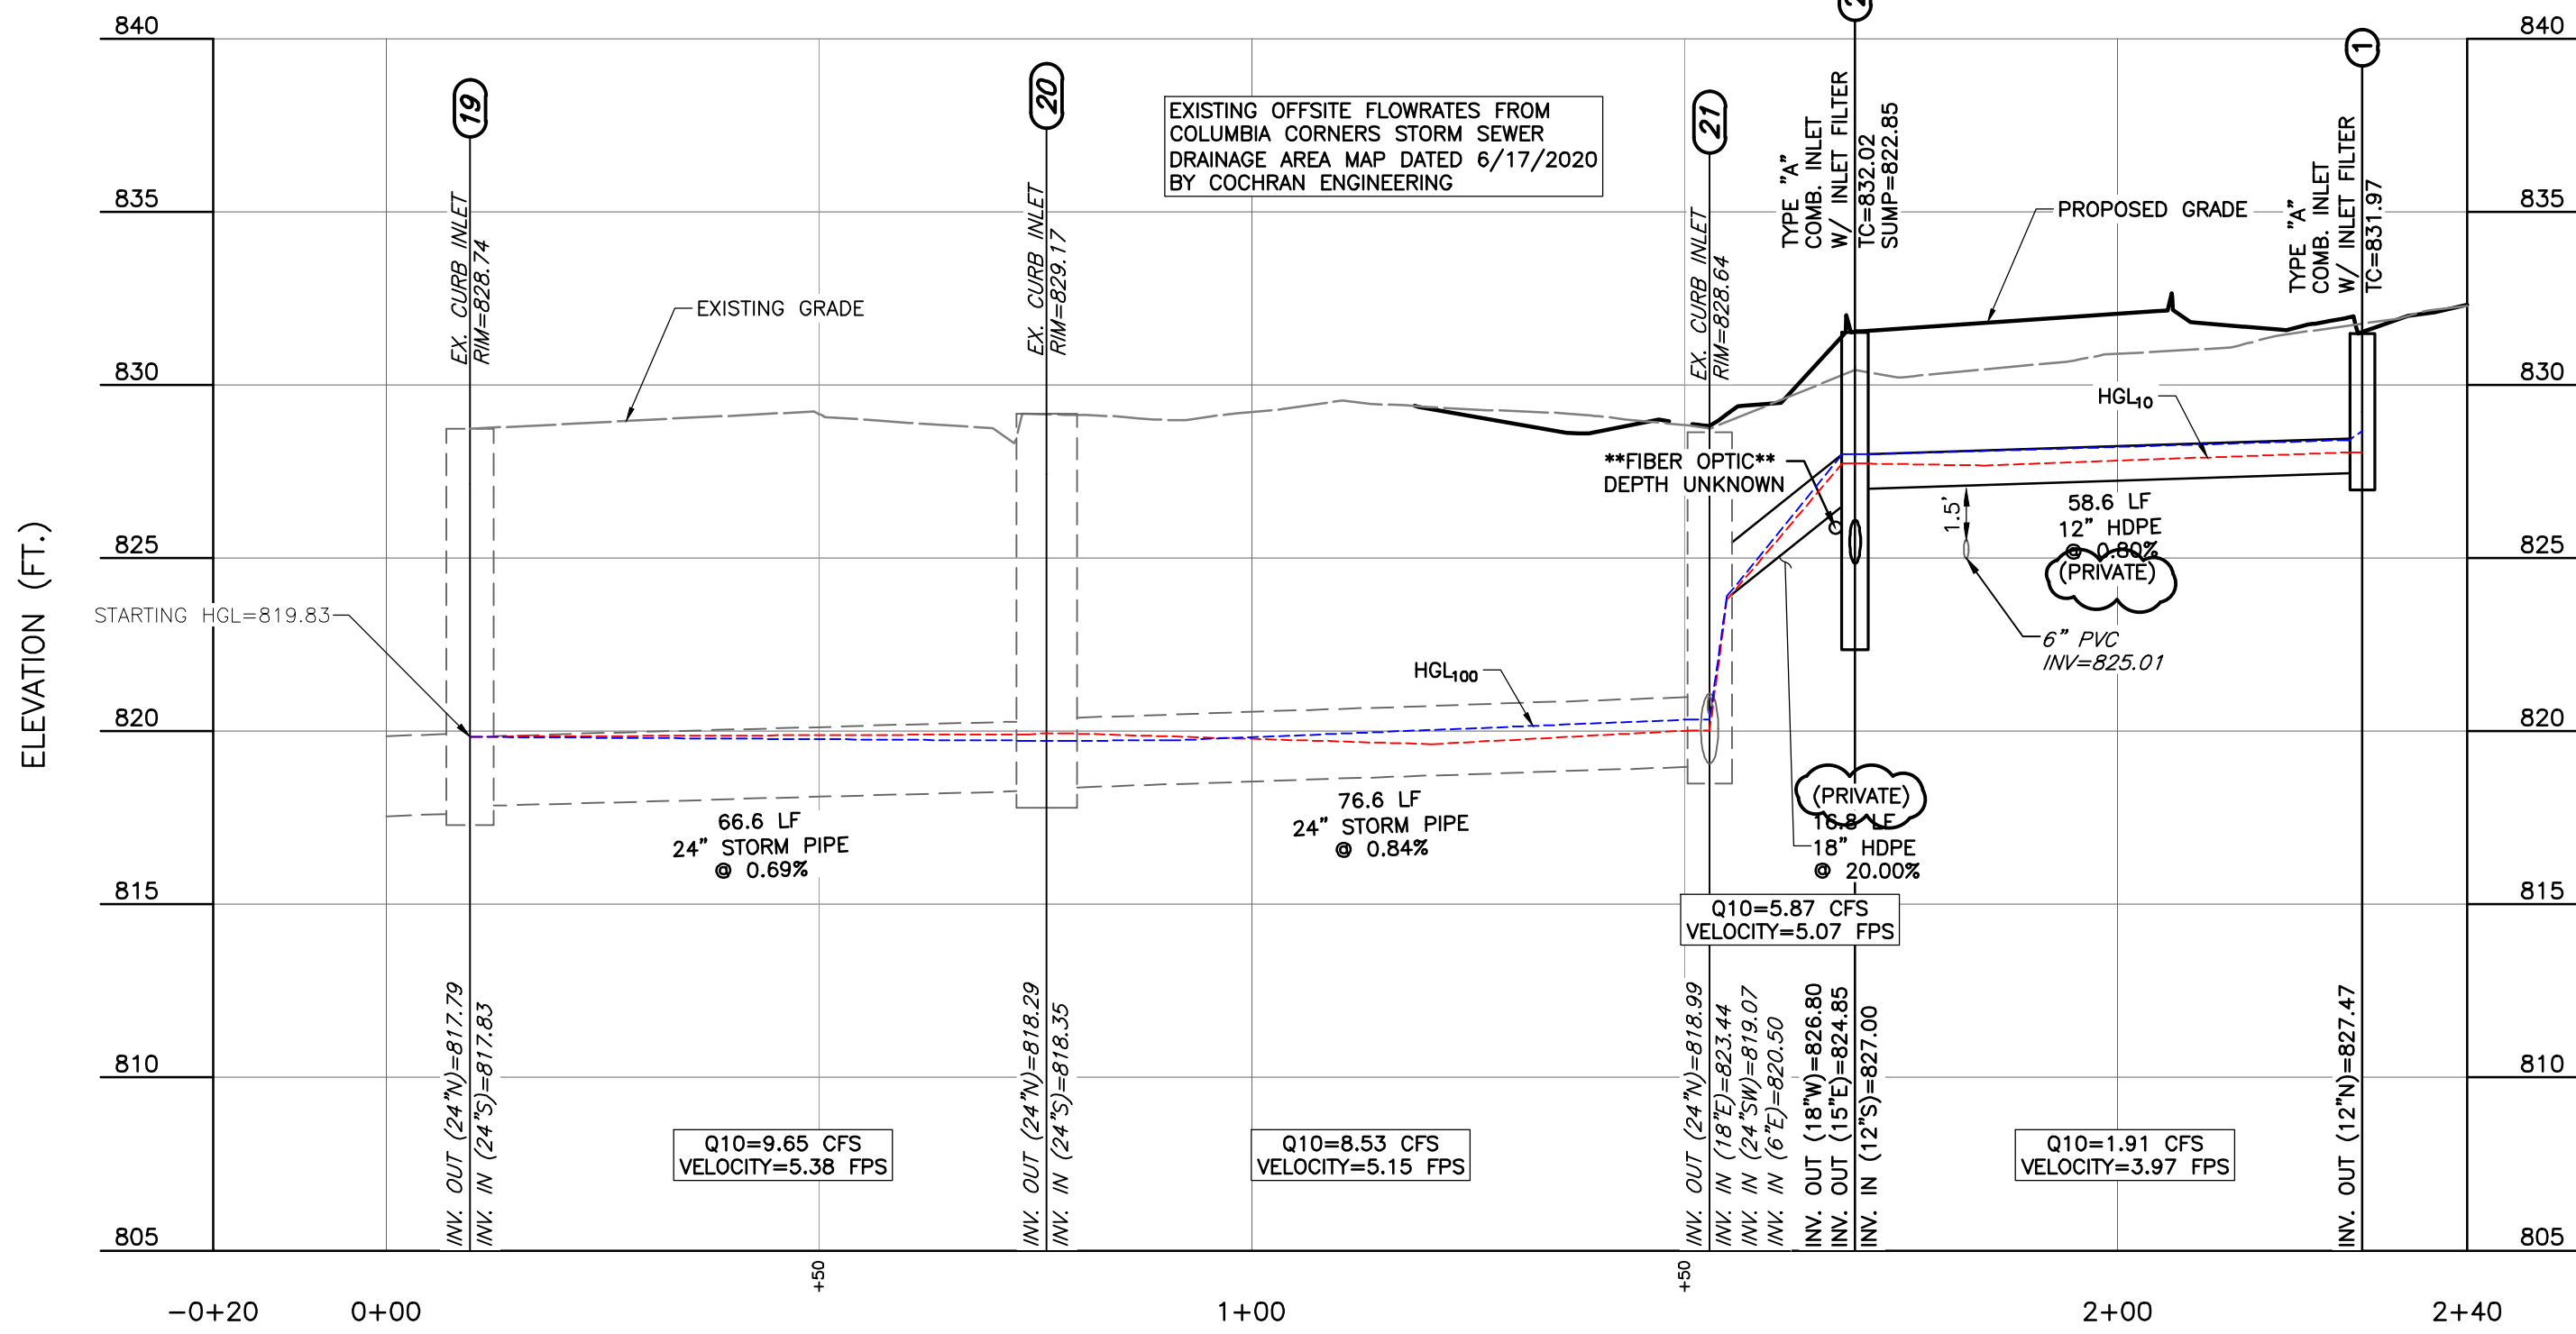 840
835
830
825
820
815
810
805
ELEVATION (FT.)
STARTING HGL=819.83
19
EX. CURB INLET
RIM=828.74
EXISTING GRADE
20
EX. CURB INLET
RIM=829.17
EXISTING OFFSITE FLOWRATES FROM
COLUMBIA CORNERS STORM SEWER
DRAINAGE AREA MAP DATED 6/17/2020
BY COCHRAN ENGINEERING
21
EX. CURB INLET
RIM=828.64
TYPE "A"
COMB. INLET
W/ INLET FILTER
TC=832.02
SUMP=822.85
PROPOSED GRADE
1
TYPE "A"
COMB. INLET
W/ INLET FILTER
TC=831.97
HGL10
**FIBER OPTIC**
DEPTH UNKNOWN
1.5'
58.6 LF
12" HDPE
@ 0.80%
(PRIVATE)
6" PVC
INV=825.01
HGL100
66.6 LF
24" STORM PIPE
@ 0.69%
76.6 LF
24" STORM PIPE
@ 0.84%
(PRIVATE)
16.8 LF
18" HDPE
@ 20.00%
Q10=5.87 CFS
VELOCITY=5.07 FPS
INV. OUT (24"N)=817.79
INV. IN (24"S)=817.83
Q10=9.65 CFS
VELOCITY=5.38 FPS
INV. OUT (24"N)=818.29
INV. IN (24"S)=818.35
Q10=8.53 CFS
VELOCITY=5.15 FPS
INV. OUT (24"N)=818.99
INV. IN (18"E)=823.44
INV. IN (24"SW)=819.07
INV. IN (6"E)=820.50
INV. OUT (18"W)=826.80
INV. OUT (15"E)=824.85
INV. IN (12"S)=827.00
Q10=1.91 CFS
VELOCITY=3.97 FPS
INV. OUT (12"N)=827.47
840
835
830
825
820
815
810
805
-0+20
0+00
+50
1+00
+50
2+00
2+40